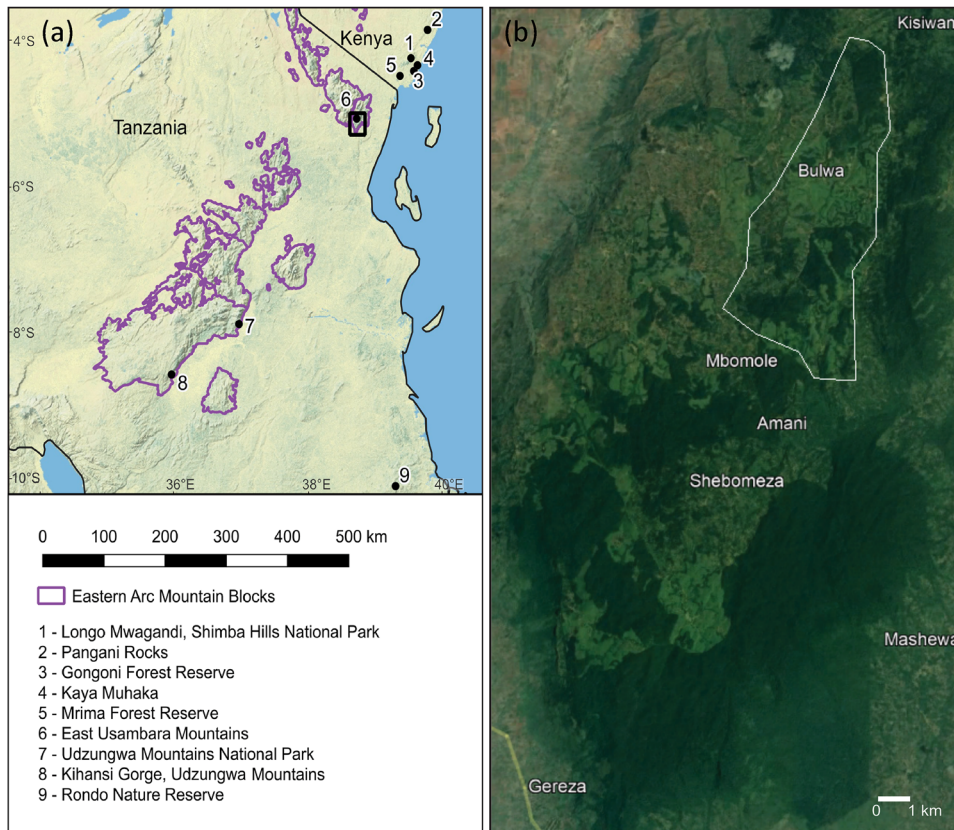 (a)
Kenya
2
1
4
5
3
6
4°S
Tanzania
6°S
8°S
7
8
9
10°S
36°E
38°E
40°E
0 100 200 300 400 500 km
Eastern Arc Mountain Blocks
1 - Longo Mwagandi, Shimba Hills National Park
2 - Pangani Rocks
3 - Gongoni Forest Reserve
4 - Kaya Muhaka
5 - Mrima Forest Reserve
6 - East Usambara Mountains
7 - Udzungwa Mountains National Park
8 - Kihansi Gorge, Udzungwa Mountains
9 - Rondo Nature Reserve
(b)
Kisiwan
Bulwa
Mbomole
Amani
Shebomeza
Mashewa
Gereza
0 1 km